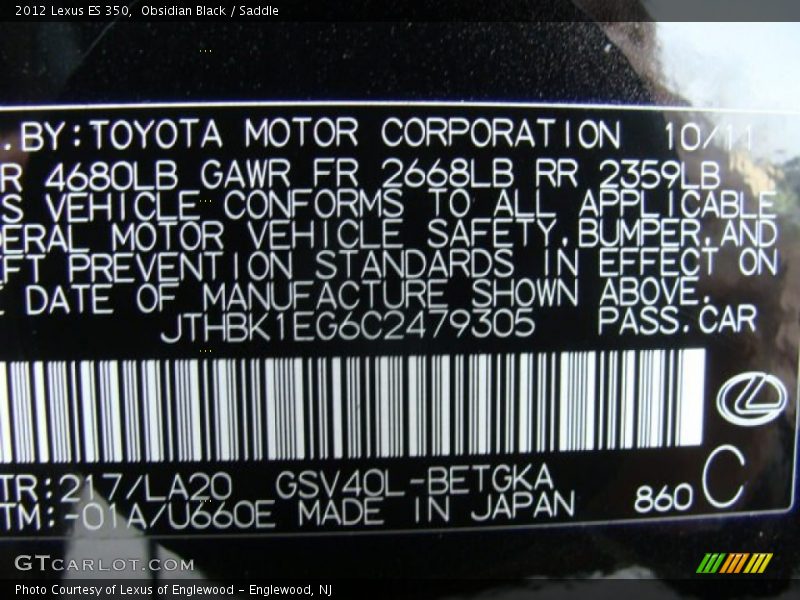 2012 Lexus ES 350,  Obsidian Black / Saddle
.BY:TOYOTA MOTOR CORPORATION 10/11
R 4680LB GAWR FR 2668LB RR 2359LB
S VEHICLE CONFORMS TO ALL APPLICABLE
DERAL MOTOR VEHICLE SAFETY,BUMPER,AND
EFT PREVENTION STANDARDS IN EFFECT ON
E DATE OF MANUFACTURE SHOWN ABOVE.
JTHBK1EG6C2479305 PASS.CAR
TR:217/LA20 GSV40L-BETGKA
TM:-01A/U660E MADE IN JAPAN 860 C
GTCARLOT.COM
Photo Courtesy of Lexus of Englewood – Englewood, NJ